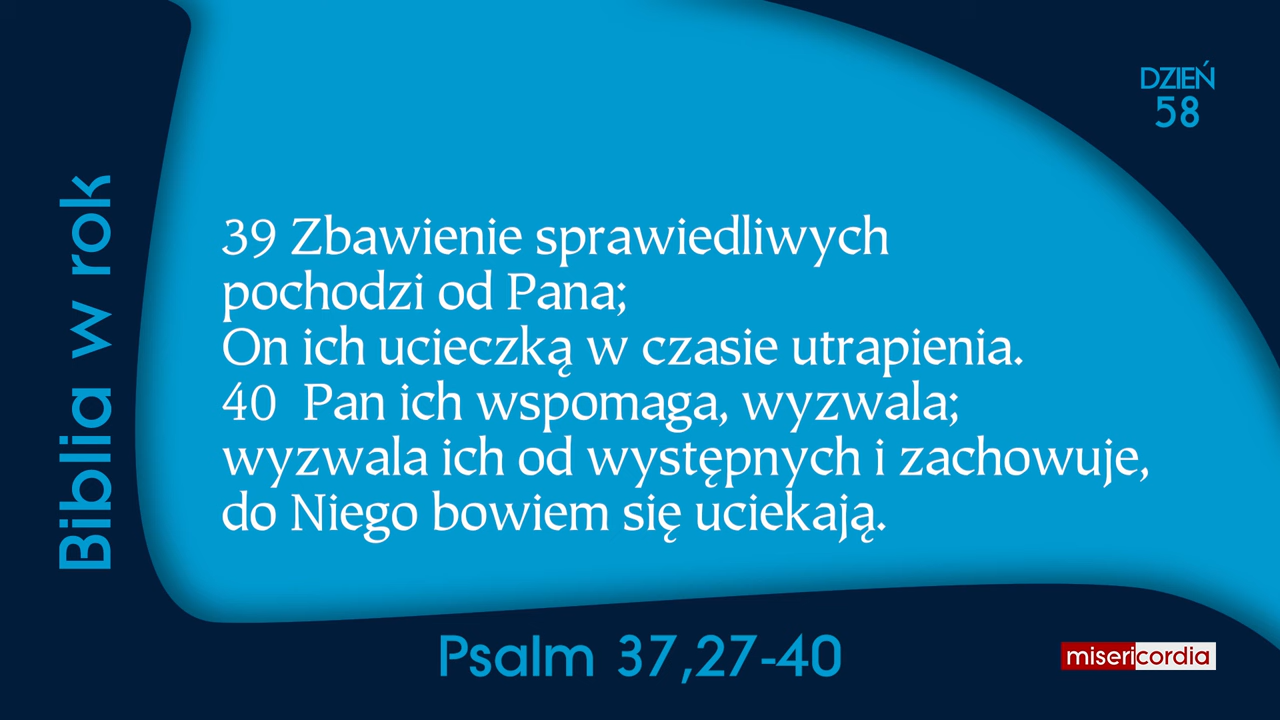 DZIEŃ
58
Biblia w rok
39 Zbawienie sprawiedliwych
pochodzi od Pana;
On ich ucieczką w czasie utrapienia.
40 Pan ich wspomaga, wyzwala;
wyzwala ich od występnych i zachowuje,
do Niego bowiem się uciekają.
Psalm 37,27-40
misericordia